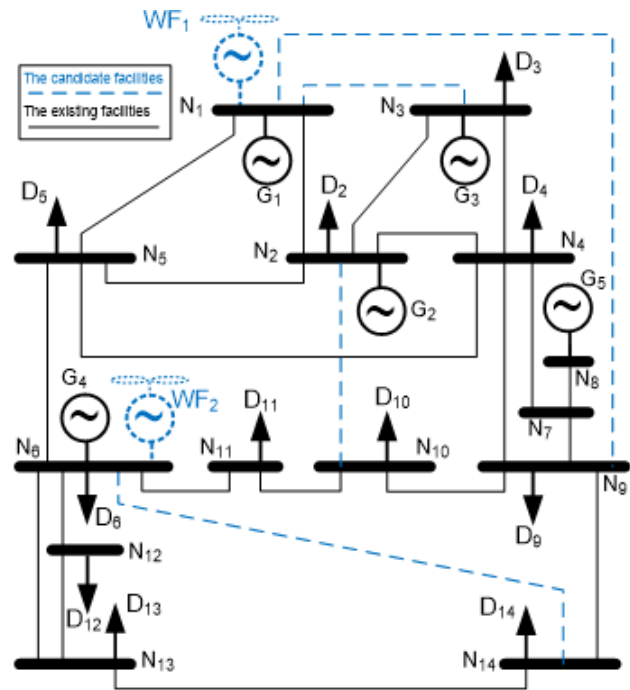 WF1
The candidate facilities
The existing facilities
N1
N3
D3
G1
G3
D5
D2
D4
N5
N2
N4
G2
G5
N8
G4
WF2
D11
D10
N7
N6
N11
N10
N9
D6
D9
N12
D12
D13
D14
N13
N14